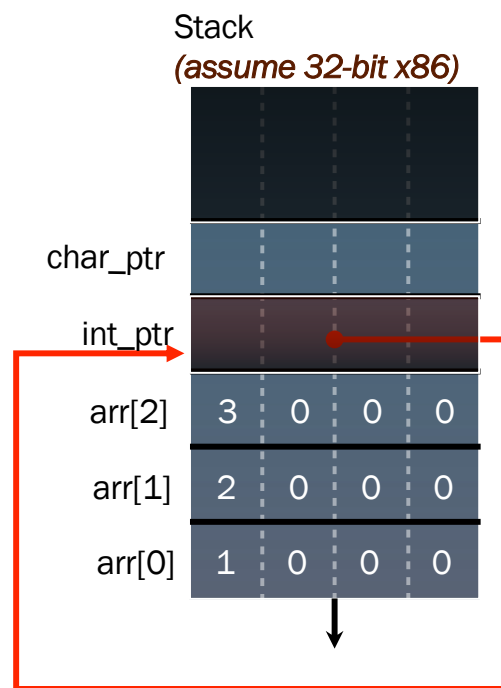 Stack
(assume 32-bit x86)
char_ptr
int_ptr
arr[2] 3 0 0 0
arr[1] 2 0 0 0
arr[0] 1 0 0 0